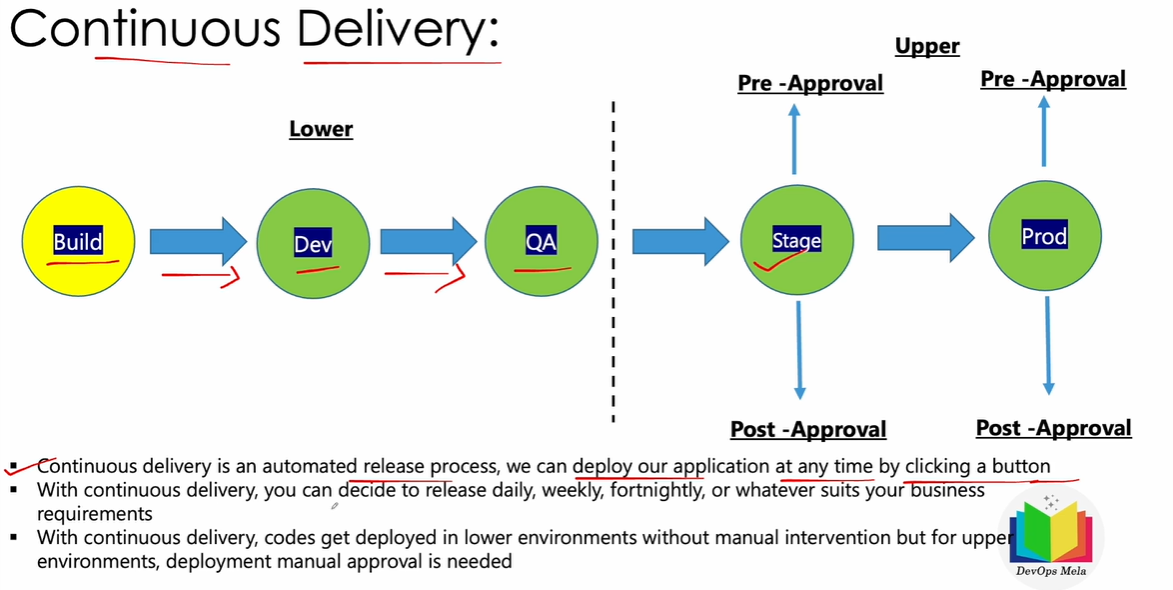 Continuous Delivery:
Upper
Pre -Approval
Pre -Approval
Lower
Build
Dev
QA
Stage
Prod
Post -Approval
Post -Approval
▪ Continuous delivery is an automated release process, we can deploy our application at any time by clicking a button
▪ With continuous delivery, you can decide to release daily, weekly, fortnightly, or whatever suits your business
requirements
▪ With continuous delivery, codes get deployed in lower environments without manual intervention but for upper
environments, deployment manual approval is needed
DevOps Mela